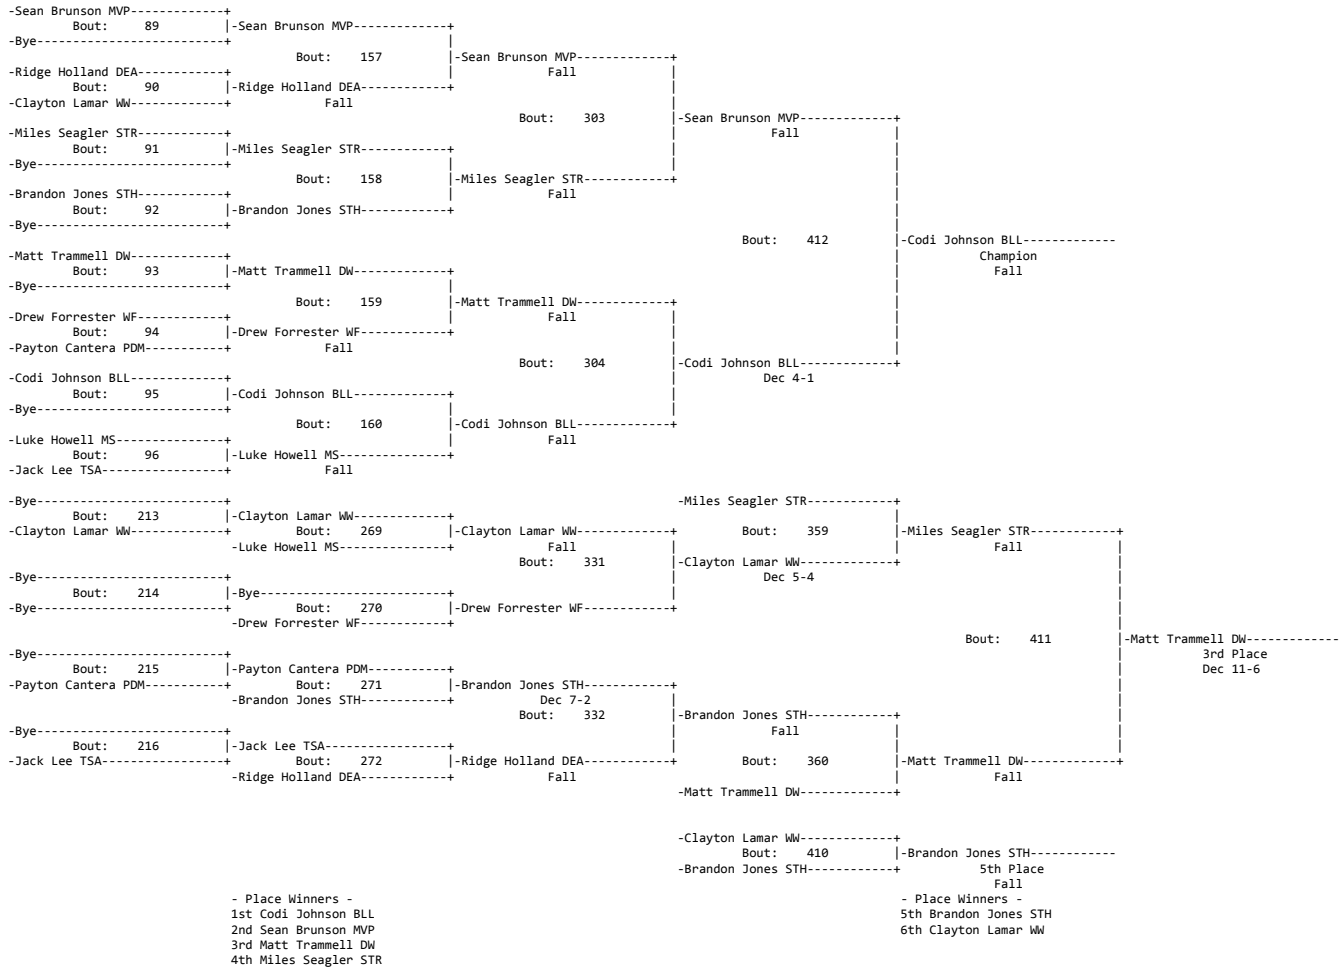 -Sean Brunson MVP-------------+
Bout: 89 |-Sean Brunson MVP-------------+
-Bye--------------------------+ |
Bout: 157 |-Sean Brunson MVP-------------+
-Ridge Holland DEA------------+ | Fall |
Bout: 90 |-Ridge Holland DEA------------+ |
-Clayton Lamar WW-------------+ Fall |
Bout: 303 |-Sean Brunson MVP-------------+
-Miles Seagler STR------------+ | Fall |
Bout: 91 |-Miles Seagler STR------------+ | |
-Bye--------------------------+ | | |
Bout: 158 |-Miles Seagler STR------------+ |
-Brandon Jones STH------------+ | Fall |
Bout: 92 |-Brandon Jones STH------------+ |
-Bye--------------------------+ |
Bout: 412 |-Codi Johnson BLL-------------
-Matt Trammell DW-------------+ | Champion
Bout: 93 |-Matt Trammell DW-------------+ | Fall
-Bye--------------------------+ | |
Bout: 159 |-Matt Trammell DW-------------+ |
-Drew Forrester WF------------+ | Fall | |
Bout: 94 |-Drew Forrester WF------------+ | |
-Payton Cantera PDM-----------+ Fall | |
Bout: 304 |-Codi Johnson BLL-------------+
-Codi Johnson BLL-------------+ | Dec 4-1
Bout: 95 |-Codi Johnson BLL-------------+ |
-Bye--------------------------+ | |
Bout: 160 |-Codi Johnson BLL-------------+
-Luke Howell MS---------------+ | Fall
Bout: 96 |-Luke Howell MS---------------+
-Jack Lee TSA-----------------+ Fall
-Bye--------------------------+ -Miles Seagler STR------------+
Bout: 213 |-Clayton Lamar WW-------------+ |
-Clayton Lamar WW-------------+ Bout: 269 |-Clayton Lamar WW-------------+ Bout: 359 |-Miles Seagler STR------------+
-Luke Howell MS---------------+ Fall | | Fall |
Bout: 331 |-Clayton Lamar WW-------------+ |
-Bye--------------------------+ | Dec 5-4 |
Bout: 214 |-Bye--------------------------+ | |
-Bye--------------------------+ Bout: 270 |-Drew Forrester WF------------+ |
-Drew Forrester WF------------+ |
Bout: 411 |-Matt Trammell DW-------------
-Bye--------------------------+ | 3rd Place
Bout: 215 |-Payton Cantera PDM-----------+ | Dec 11-6
-Payton Cantera PDM-----------+ Bout: 271 |-Brandon Jones STH------------+ |
-Brandon Jones STH------------+ Dec 7-2 | |
Bout: 332 |-Brandon Jones STH------------+ |
-Bye--------------------------+ | Fall | |
Bout: 216 |-Jack Lee TSA-----------------+ | | |
-Jack Lee TSA-----------------+ Bout: 272 |-Ridge Holland DEA------------+ Bout: 360 |-Matt Trammell DW-------------+
-Ridge Holland DEA------------+ Fall | Fall
-Matt Trammell DW-------------+
-Clayton Lamar WW-------------+
Bout: 410 |-Brandon Jones STH------------
-Brandon Jones STH------------+ 5th Place
Fall
- Place Winners - - Place Winners -
1st Codi Johnson BLL 5th Brandon Jones STH
2nd Sean Brunson MVP 6th Clayton Lamar WW
3rd Matt Trammell DW
4th Miles Seagler STR